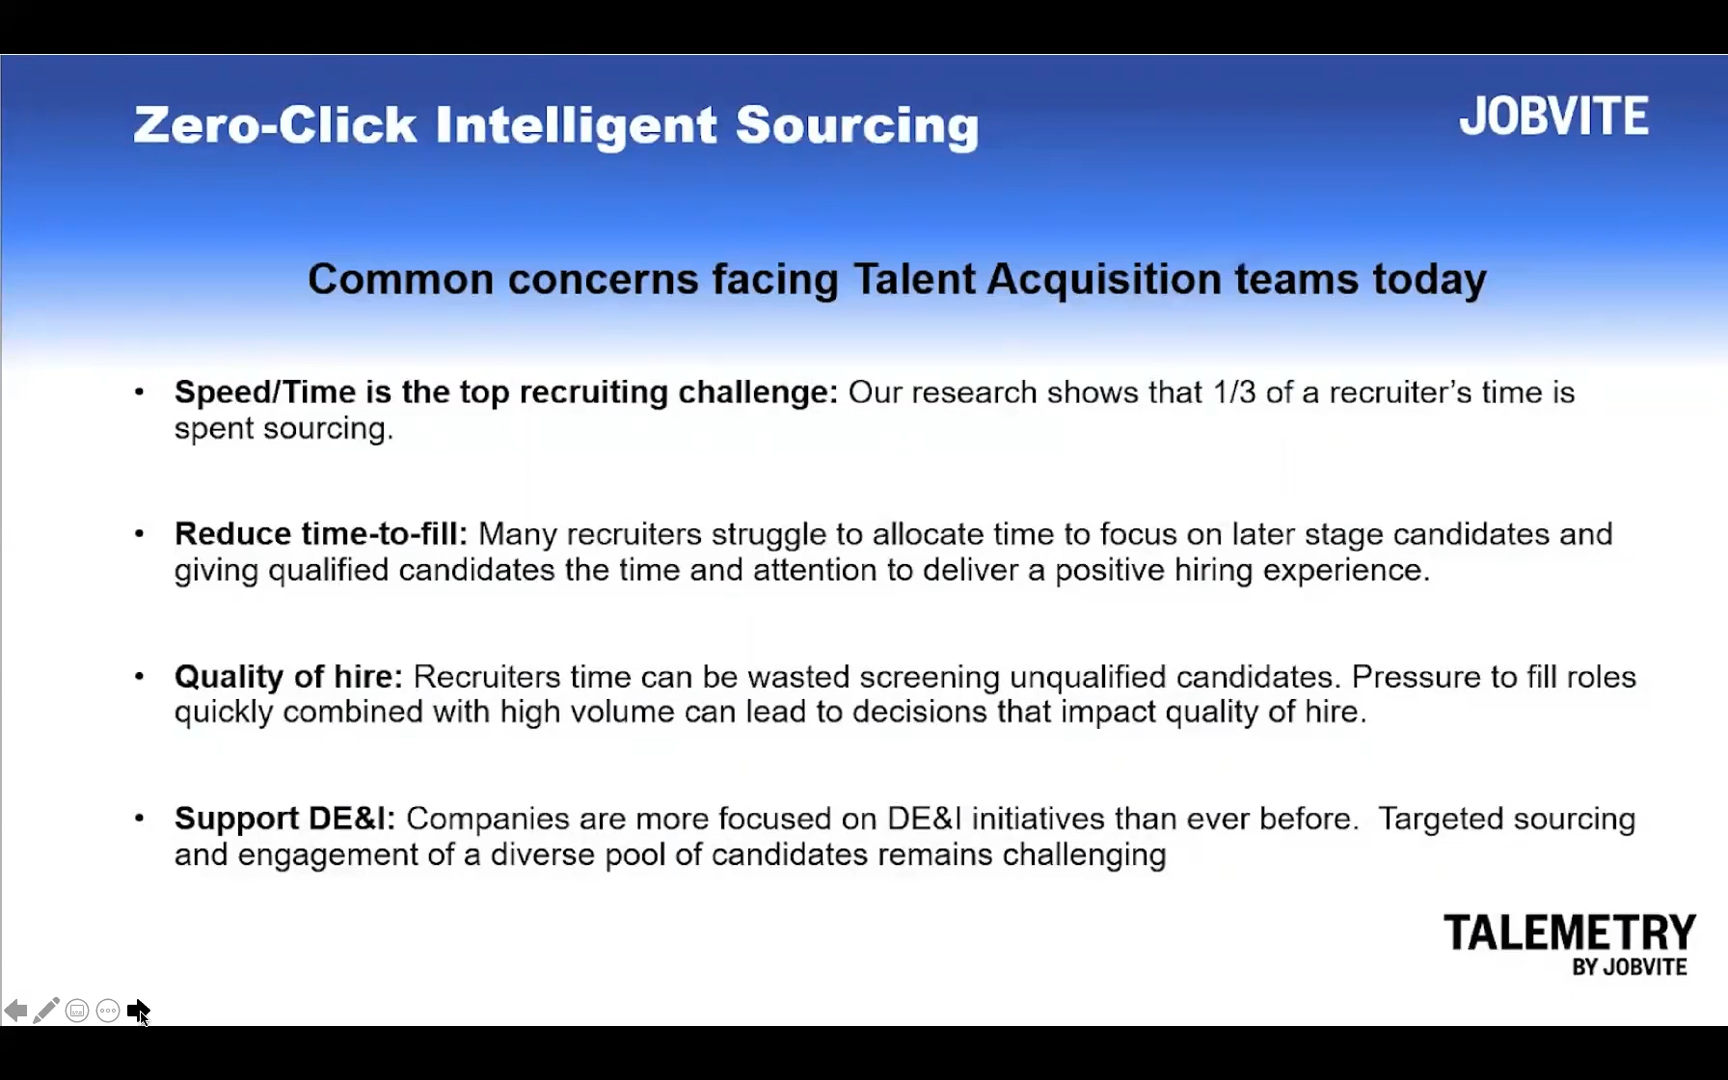 Zero-Click Intelligent Sourcing
JOBVITE
Common concerns facing Talent Acquisition teams today
• Speed/Time is the top recruiting challenge: Our research shows that 1/3 of a recruiter’s time is
spent sourcing.
• Reduce time-to-fill: Many recruiters struggle to allocate time to focus on later stage candidates and
giving qualified candidates the time and attention to deliver a positive hiring experience.
• Quality of hire: Recruiters time can be wasted screening unqualified candidates. Pressure to fill roles
quickly combined with high volume can lead to decisions that impact quality of hire.
• Support DE&I: Companies are more focused on DE&I initiatives than ever before.  Targeted sourcing
and engagement of a diverse pool of candidates remains challenging
TALEMETRY
BY JOBVITE